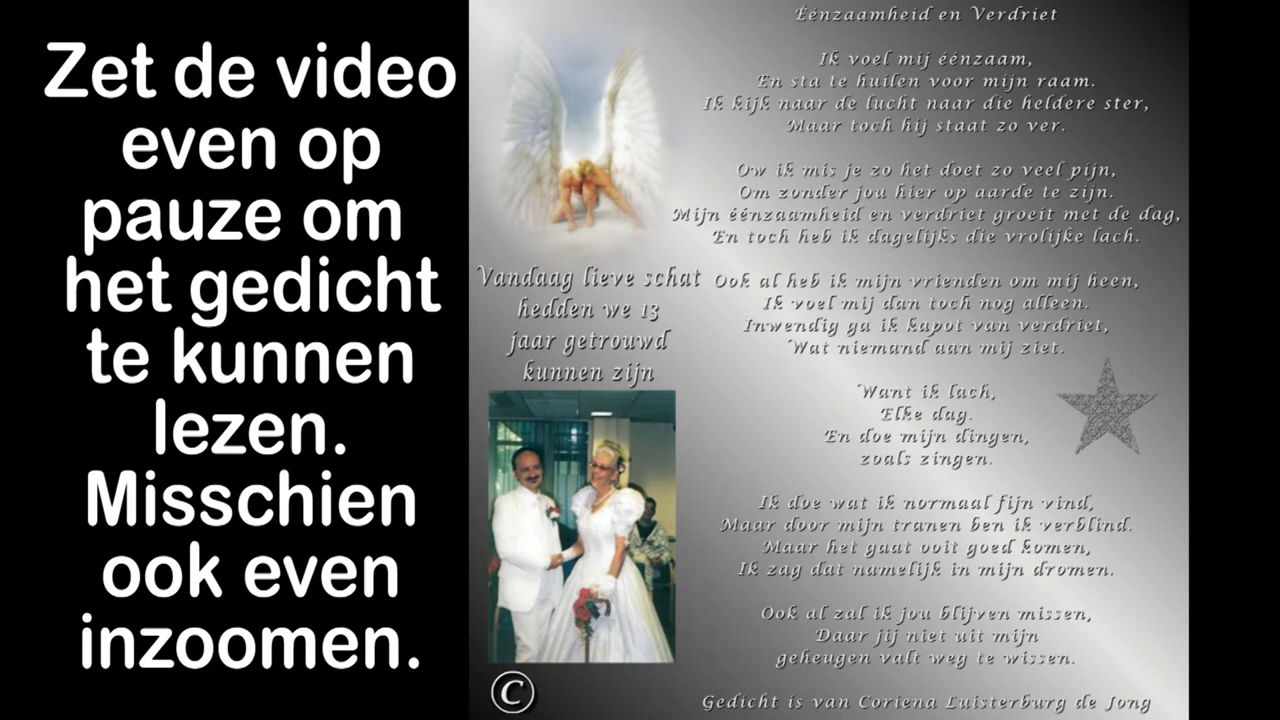 Zet de video
even op
pauze om
het gedicht
te kunnen
lezen.
Misschien
ook even
inzoomen.
Vandaag lieve schat
hedden we 13
jaar getrouwd
kunnen zijn
©
Éénzaamheid en Verdriet
Ik voel mij éénzaam,
En sta te huilen voor mijn raam.
Ik kijk naar de lucht naar die heldere ster,
Maar toch hij staat zo ver.
Ow ik mis je zo het doet zo veel pijn,
Om zonder jou hier op aarde te zijn.
Mijn éénzaamheid en verdriet groeit met de dag,
En toch heb ik dagelijks die vrolijke lach.
Ook al heb ik mijn vrienden om mij heen,
Ik voel mij dan toch nog alleen.
Inwendig ga ik kapot van verdriet,
Wat niemand aan mij ziet.
Want ik lach,
Elke dag.
En doe mijn dingen,
zoals zingen.
Ik doe wat ik normaal fijn vind,
Maar door mijn tranen ben ik verblind.
Maar het gaat ooit goed komen,
Ik zag dat namelijk in mijn dromen.
Ook al zal ik jou blijven missen,
Daar jij niet uit mijn
geheugen valt weg te wissen.
Gedicht is van Coriena Luisterburg de Jong